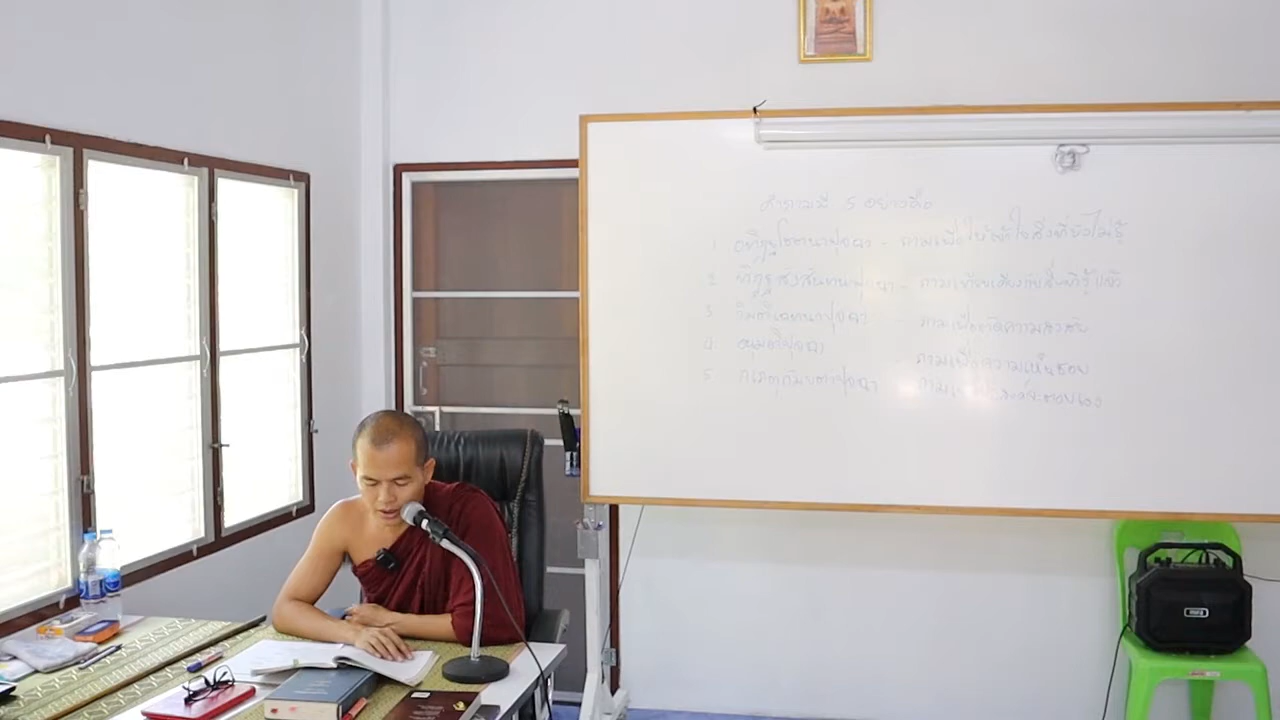 คำถามมี 5 อย่างคือ
1. อทิฏฺฐโชตนาปุจฉา - ถามเพื่อให้เข้าใจสิ่งที่ยังไม่รู้
2. ทิฏฺฐสํสันทนาปุจฉา - ถามเทียบเคียงกับสิ่งที่รู้แล้ว
3. วิมติเฉทนาปุจฉา - ถามเพื่อตัดความสงสัย
4. อนุมติปุจฉา ถามเพื่อความเห็นชอบ
5. กเถตุกัมยตาปุจฉา ถามเพื่อ จะตอบเอง